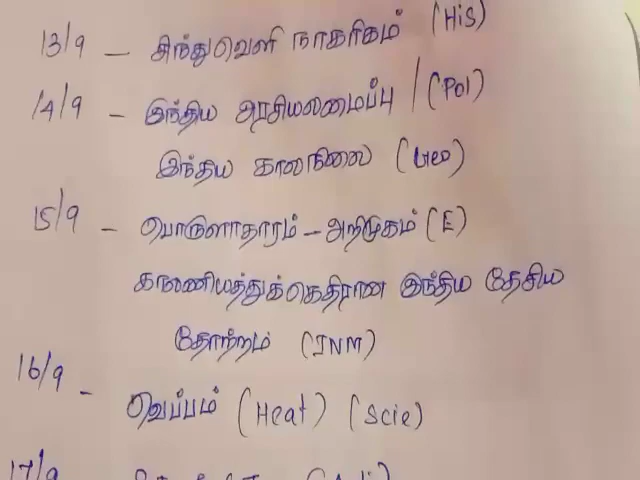 13/9 - சிந்துவெளி நாகரிகம் (His)
14/9 - இந்திய அரசியலமைப்பு / (Pol)
இந்திய காலநிலை (Geo)
15/9 - பொருளாதாரம் - அறிமுகம் (E)
காலணியத்துக்கெதிரான இந்திய தேசிய
தோற்றம் (INM)
16/9 - வெப்பம் (Heat) (Scie)
17/9